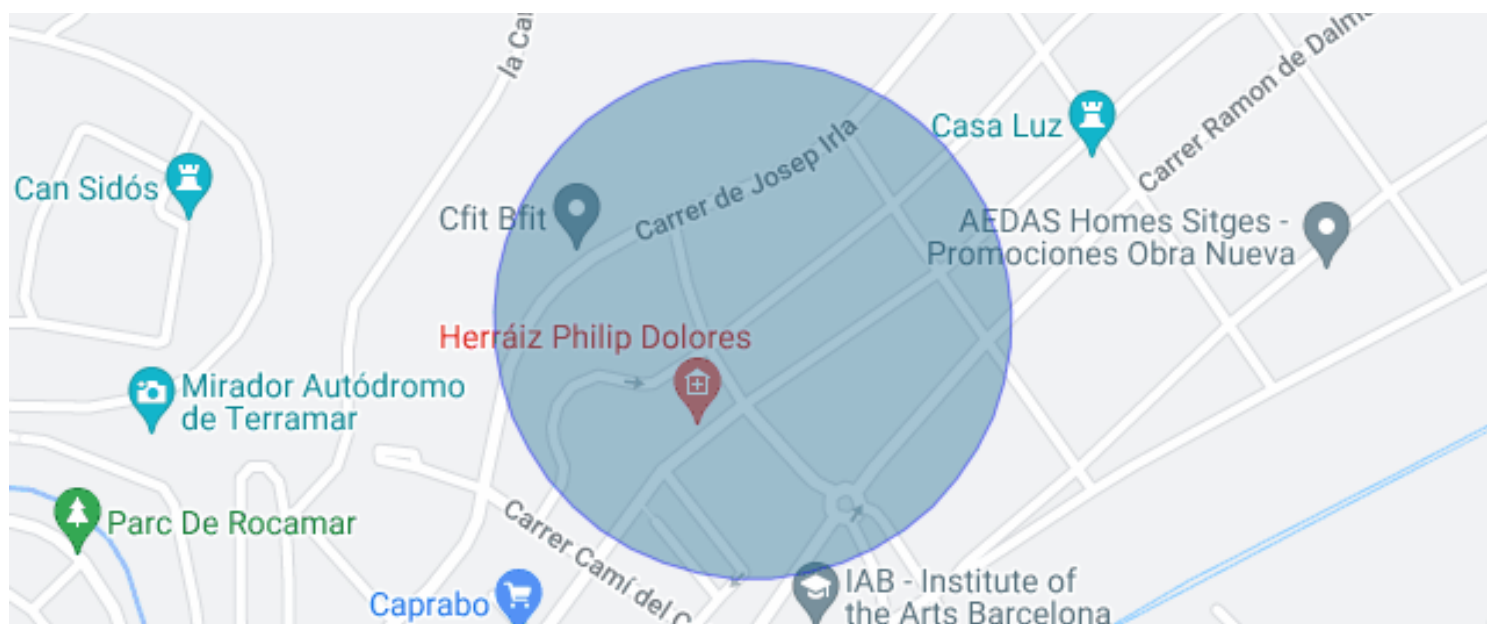 la Ca
Carrer Ramon de Dalm
Casa Luz
Carrer de Josep Irla
Can Sidós
Cfit Bfit
AEDAS Homes Sitges -
Promociones Obra Nueva
Herráiz Philip Dolores
Mirador Autódromo
de Terramar
Parc De Rocamar
Carrer Camí del C
Caprabo
IAB - Institute of
the Arts Barcelona